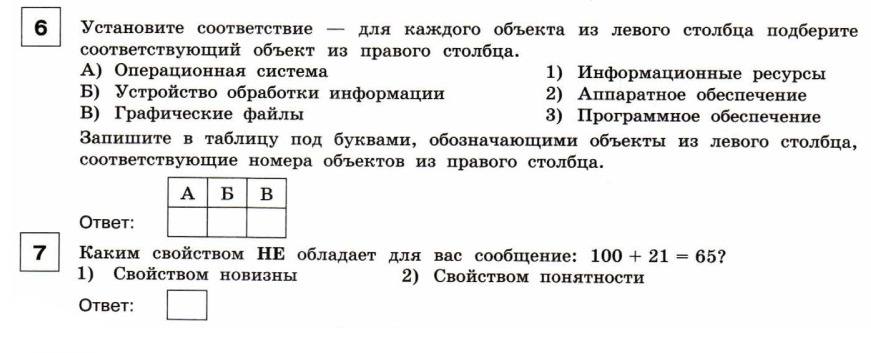 6 Установите соответствие — для каждого объекта из левого столбца подберите
соответствующий объект из правого столбца.
А) Операционная система 1) Информационные ресурсы
Б) Устройство обработки информации 2) Аппаратное обеспечение
В) Графические файлы 3) Программное обеспечение
Запишите в таблицу под буквами, обозначающими объекты из левого столбца,
соответствующие номера объектов из правого столбца.
А Б В
Ответ:
7 Каким свойством НЕ обладает для вас сообщение: 100 + 21 = 65?
1) Свойством новизны 2) Свойством понятности
Ответ: